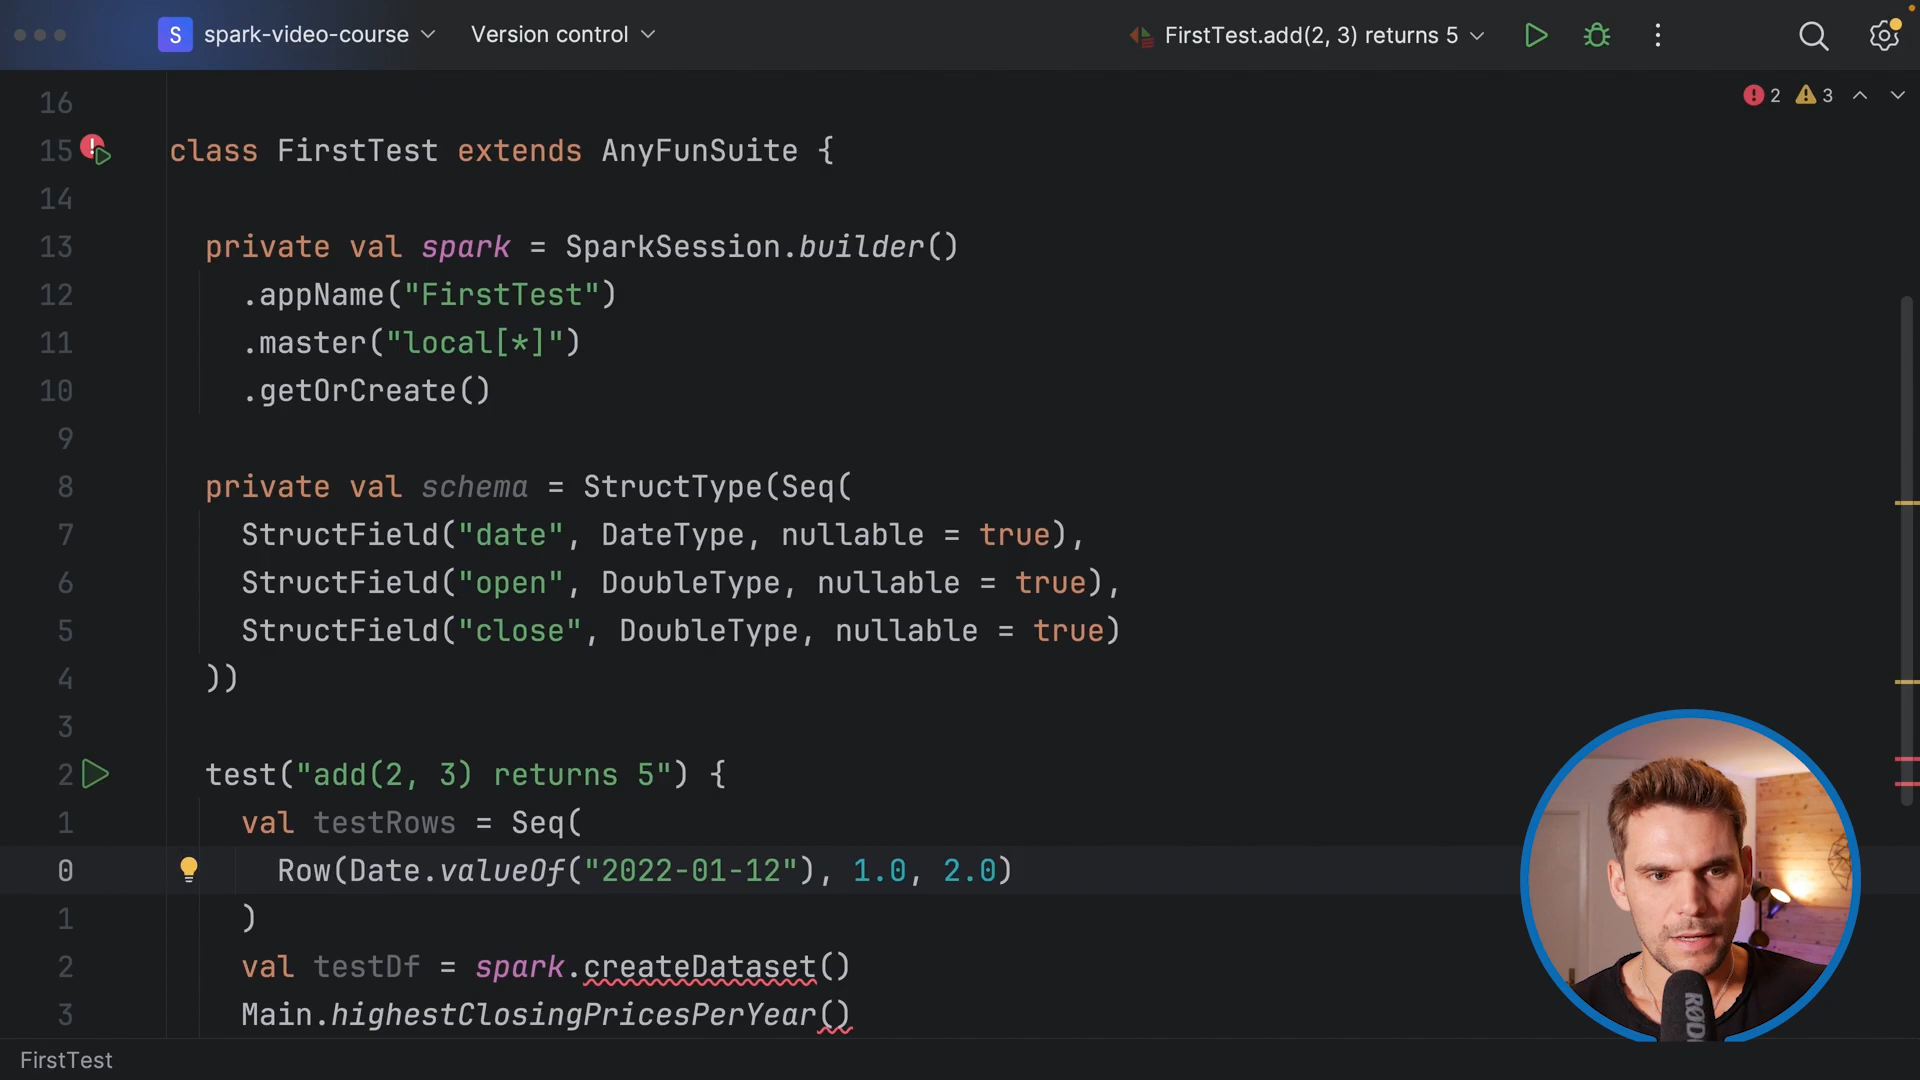 S spark-video-course Version control FirstTest.add(2, 3) returns 5
2 3
16
15 class FirstTest extends AnyFunSuite {
14
13 private val spark = SparkSession.builder()
12 .appName("FirstTest")
11 .master("local[*]")
10 .getOrCreate()
9
8 private val schema = StructType(Seq(
7 StructField("date", DateType, nullable = true),
6 StructField("open", DoubleType, nullable = true),
5 StructField("close", DoubleType, nullable = true)
4 ))
3
2 test("add(2, 3) returns 5") {
1 val testRows = Seq(
0 Row(Date.valueOf("2022-01-12"), 1.0, 2.0)
1 )
2 val testDf = spark.createDataset()
3 Main.highestClosingPricesPerYear()
FirstTest